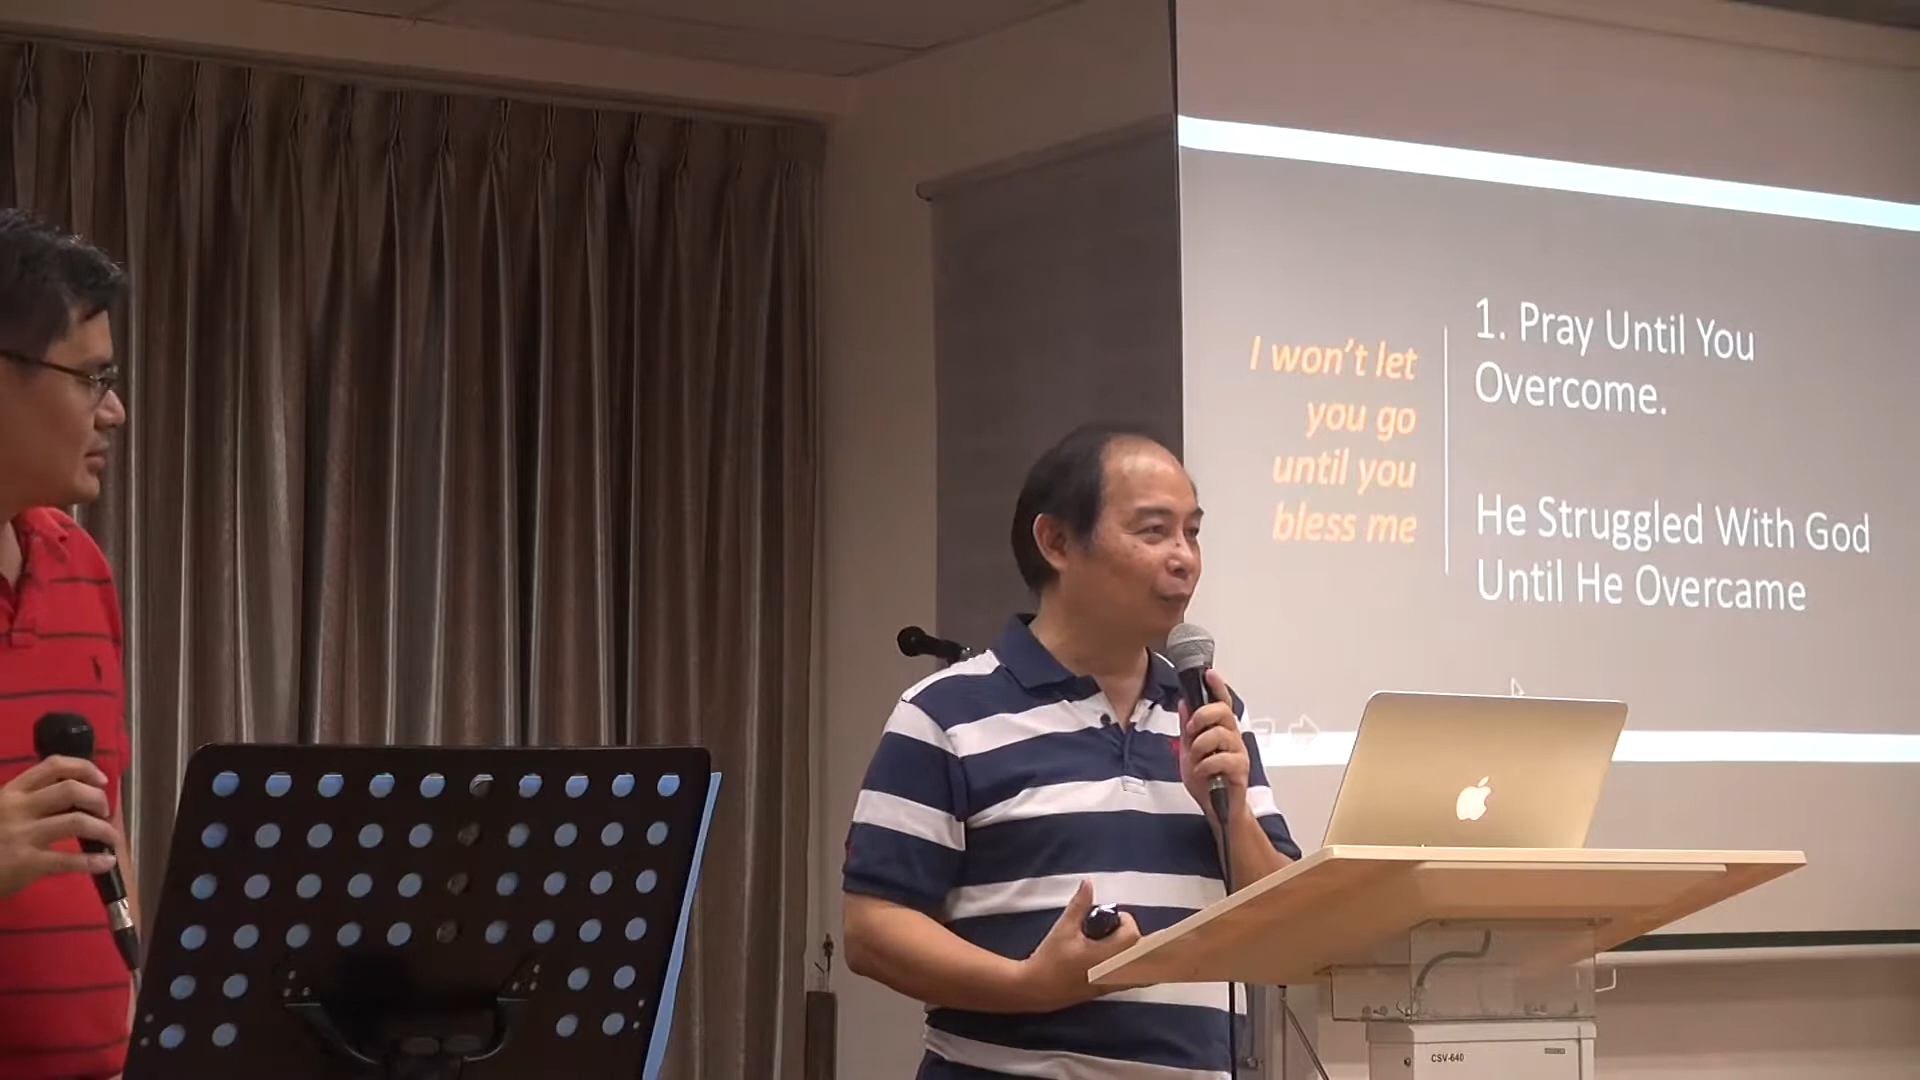 I won't let
you go
until you
bless me
1. Pray Until You
Overcome.
He Struggled With God
Until He Overcame
CSV-640